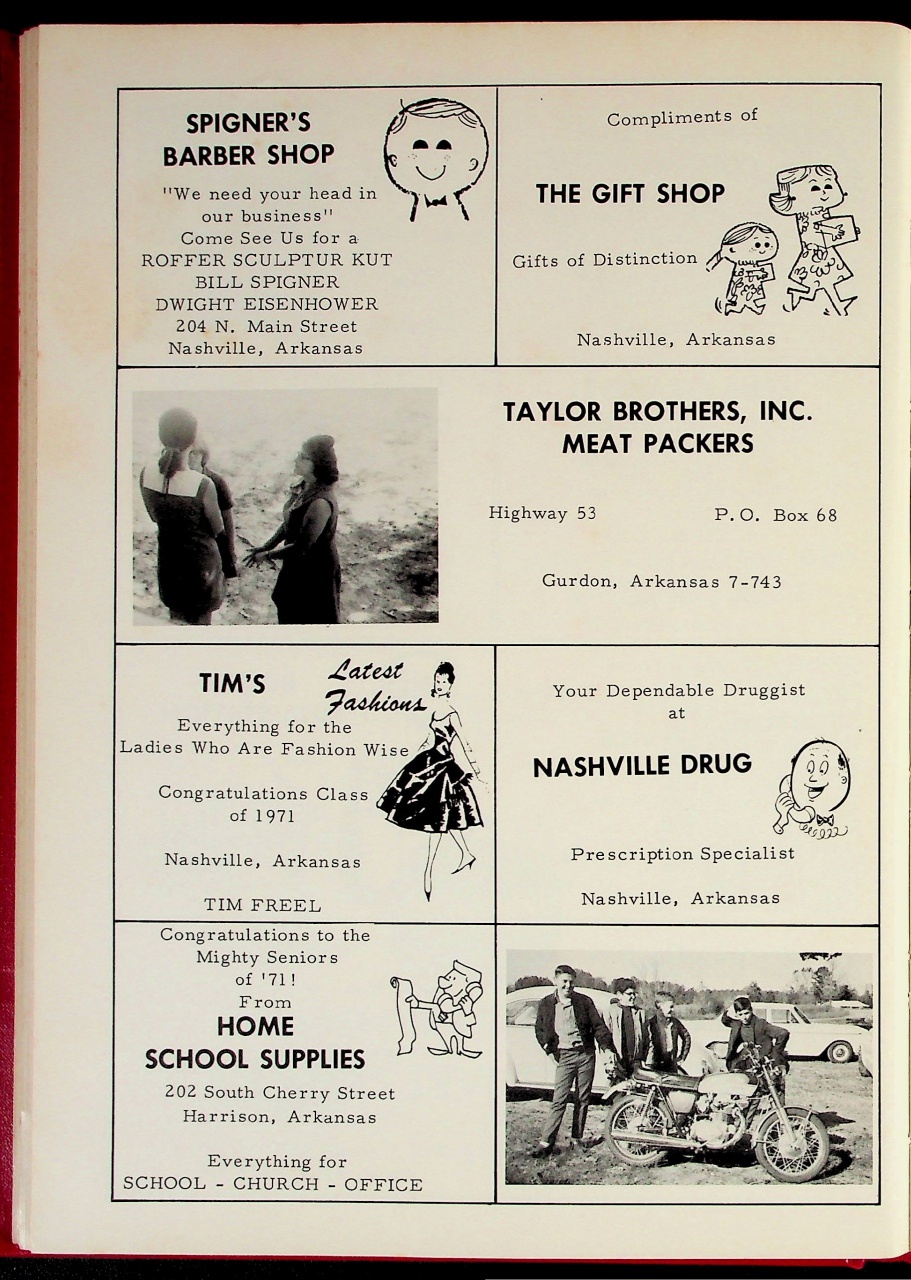 SPIGNER'S
BARBER SHOP
"We need your head in
our business"
Come See Us for a
ROFFER SCULPTUR KUT
BILL SPIGNER
DWIGHT EISENHOWER
204 N. Main Street
Nashville, Arkansas
Compliments of
THE GIFT SHOP
Gifts of Distinction
Nashville, Arkansas
TAYLOR BROTHERS, INC.
MEAT PACKERS
Highway 53 P.O. Box 68
Gurdon, Arkansas 7-743
TIM'S
Latest
Fashions
Everything for the
Ladies Who Are Fashion Wise
Congratulations Class
of 1971
Nashville, Arkansas
TIM FREEL
Your Dependable Druggist
at
NASHVILLE DRUG
Prescription Specialist
Nashville, Arkansas
Congratulations to the
Mighty Seniors
of '71!
From
HOME
SCHOOL SUPPLIES
202 South Cherry Street
Harrison, Arkansas
Everything for
SCHOOL - CHURCH - OFFICE